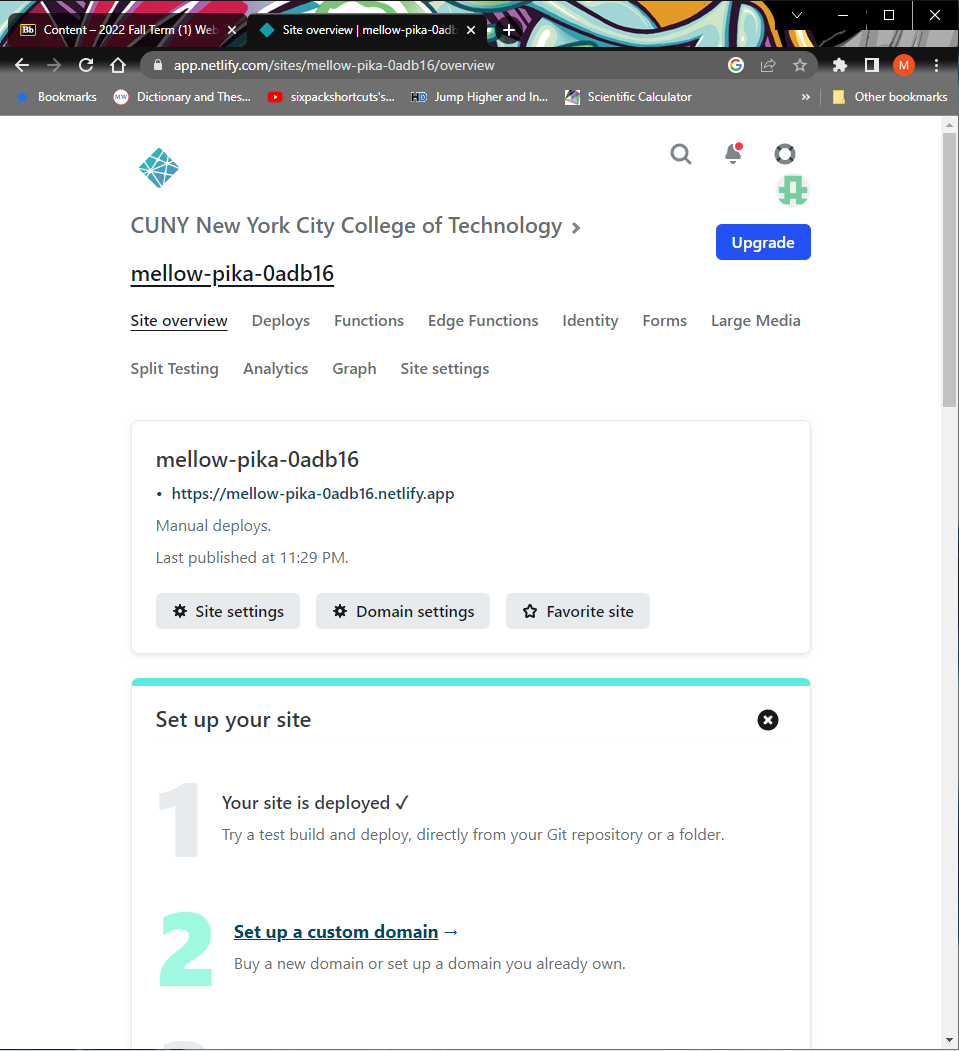 Bb Content – 2022 Fall Term (1) Web
Site overview | mellow-pika-0adb
app.netlify.com/sites/mellow-pika-0adb16/overview
M
Bookmarks MW Dictionary and Thes... sixpackshortcuts's... HD Jump Higher and In... Scientific Calculator » Other bookmarks
CUNY New York City College of Technology >
Upgrade
mellow-pika-0adb16
Site overview Deploys Functions Edge Functions Identity Forms Large Media
Split Testing Analytics Graph Site settings
mellow-pika-0adb16
• https://mellow-pika-0adb16.netlify.app
Manual deploys.
Last published at 11:29 PM.
Site settings Domain settings Favorite site
Set up your site
1
Your site is deployed ✓
Try a test build and deploy, directly from your Git repository or a folder.
2
Set up a custom domain →
Buy a new domain or set up a domain you already own.